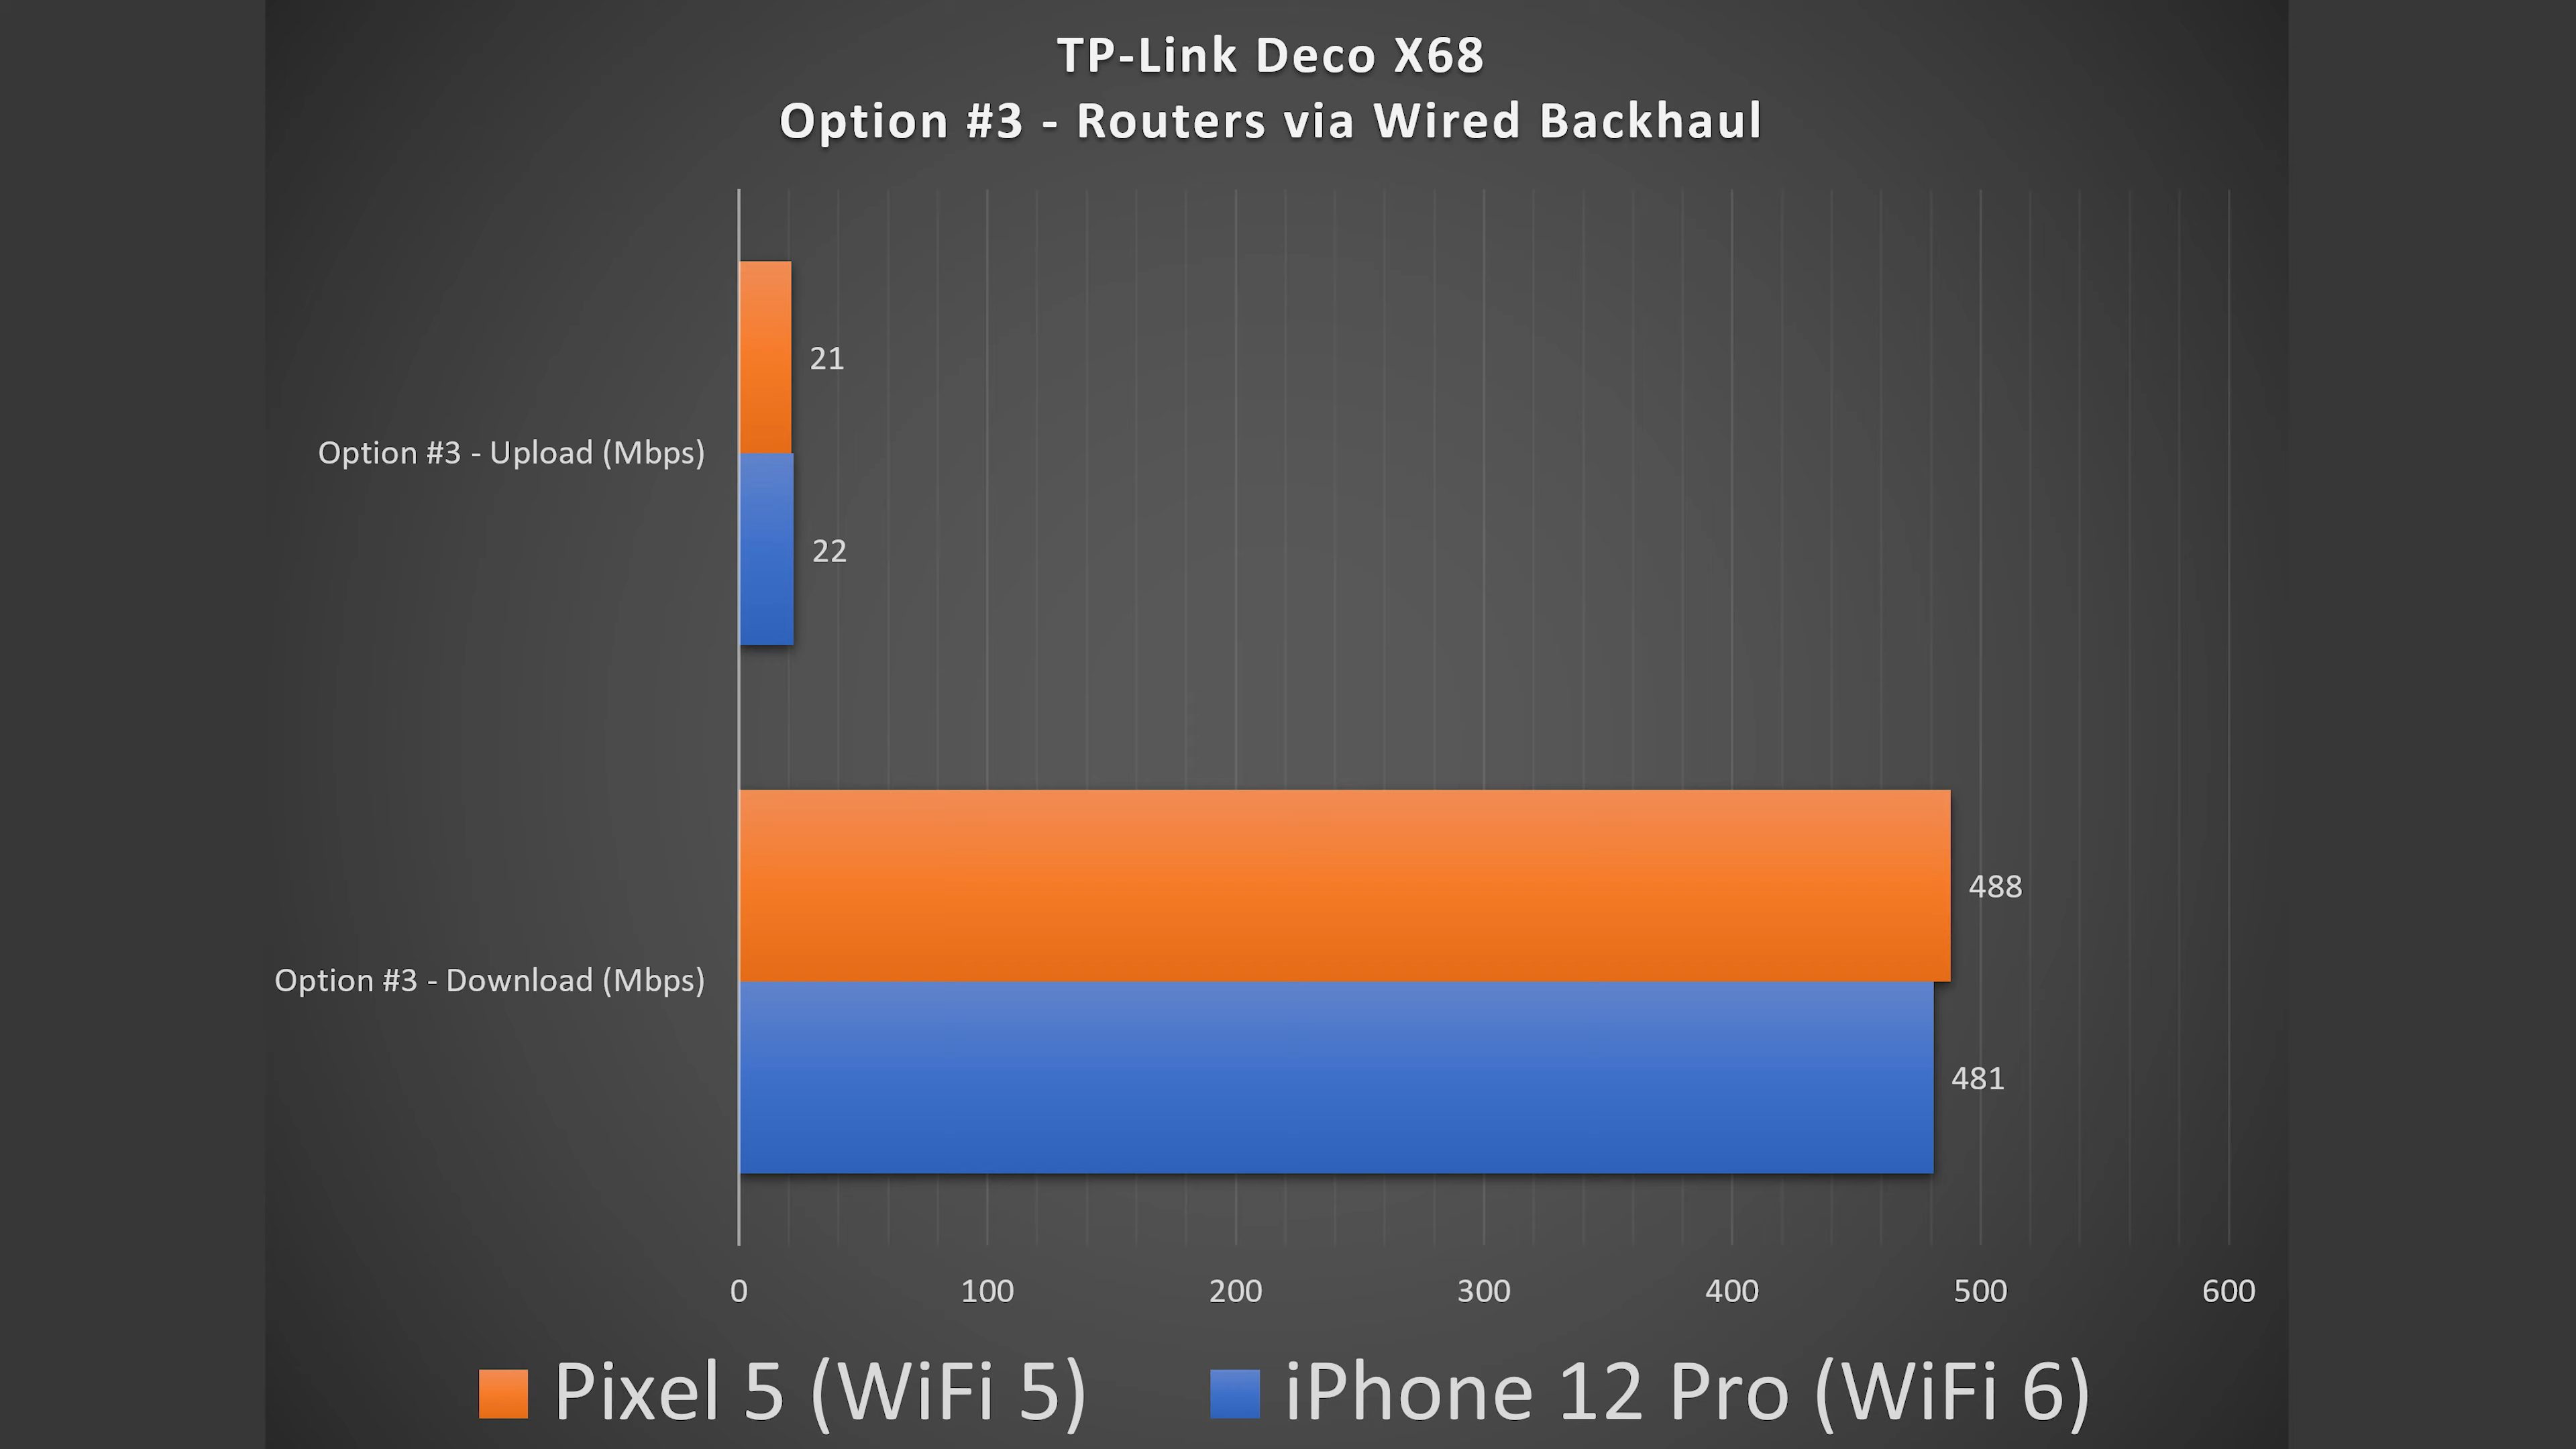 TP-Link Deco X68
Option #3 - Routers via Wired Backhaul
21
Option #3 - Upload (Mbps)
22
488
Option #3 - Download (Mbps)
481
0 100 200 300 400 500 600
Pixel 5 (WiFi 5) iPhone 12 Pro (WiFi 6)